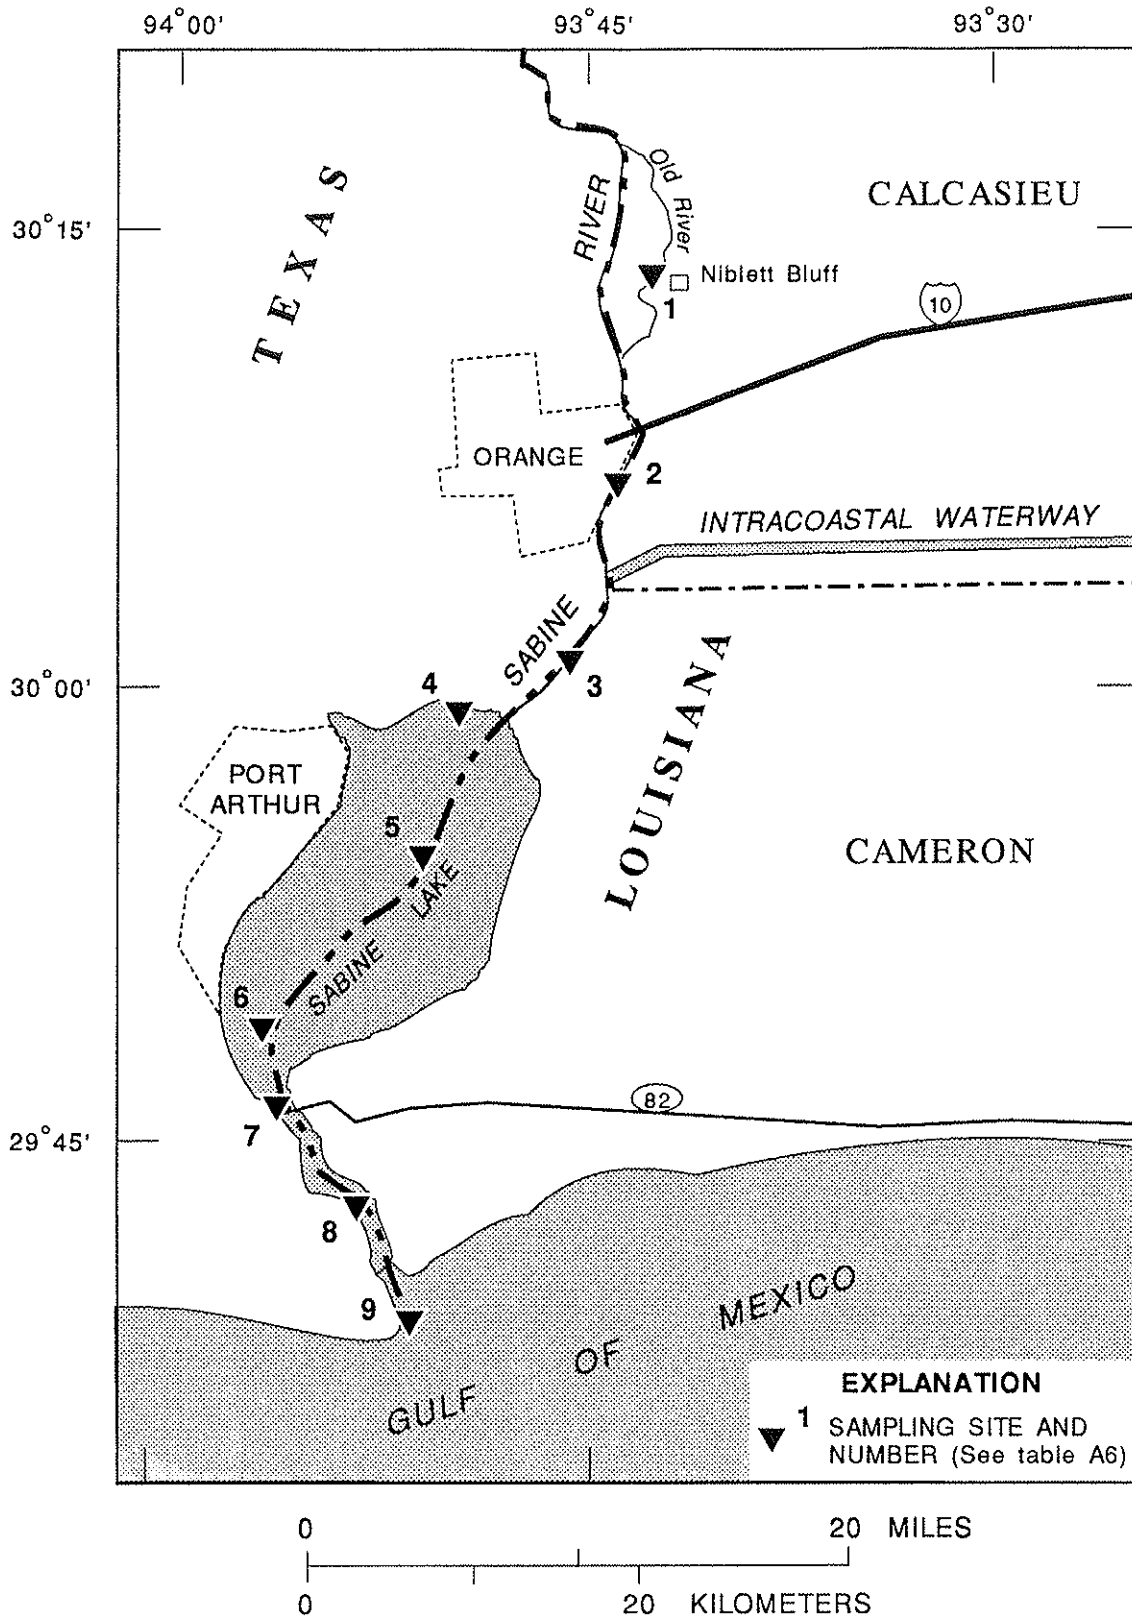 94°00' 93°45' 93°30'
TEXAS
RIVER
Old River
CALCASIEU
30°15'
Niblett Bluff
1
10
ORANGE
2
INTRACOASTAL WATERWAY
SABINE
3
30°00'
4
LOUISIANA
PORT
ARTHUR
5
LAKE
CAMERON
SABINE
6
82
7
29°45'
8
9
GULF OF MEXICO
EXPLANATION
1 SAMPLING SITE AND
NUMBER (See table A6)
0 20 MILES
0 20 KILOMETERS